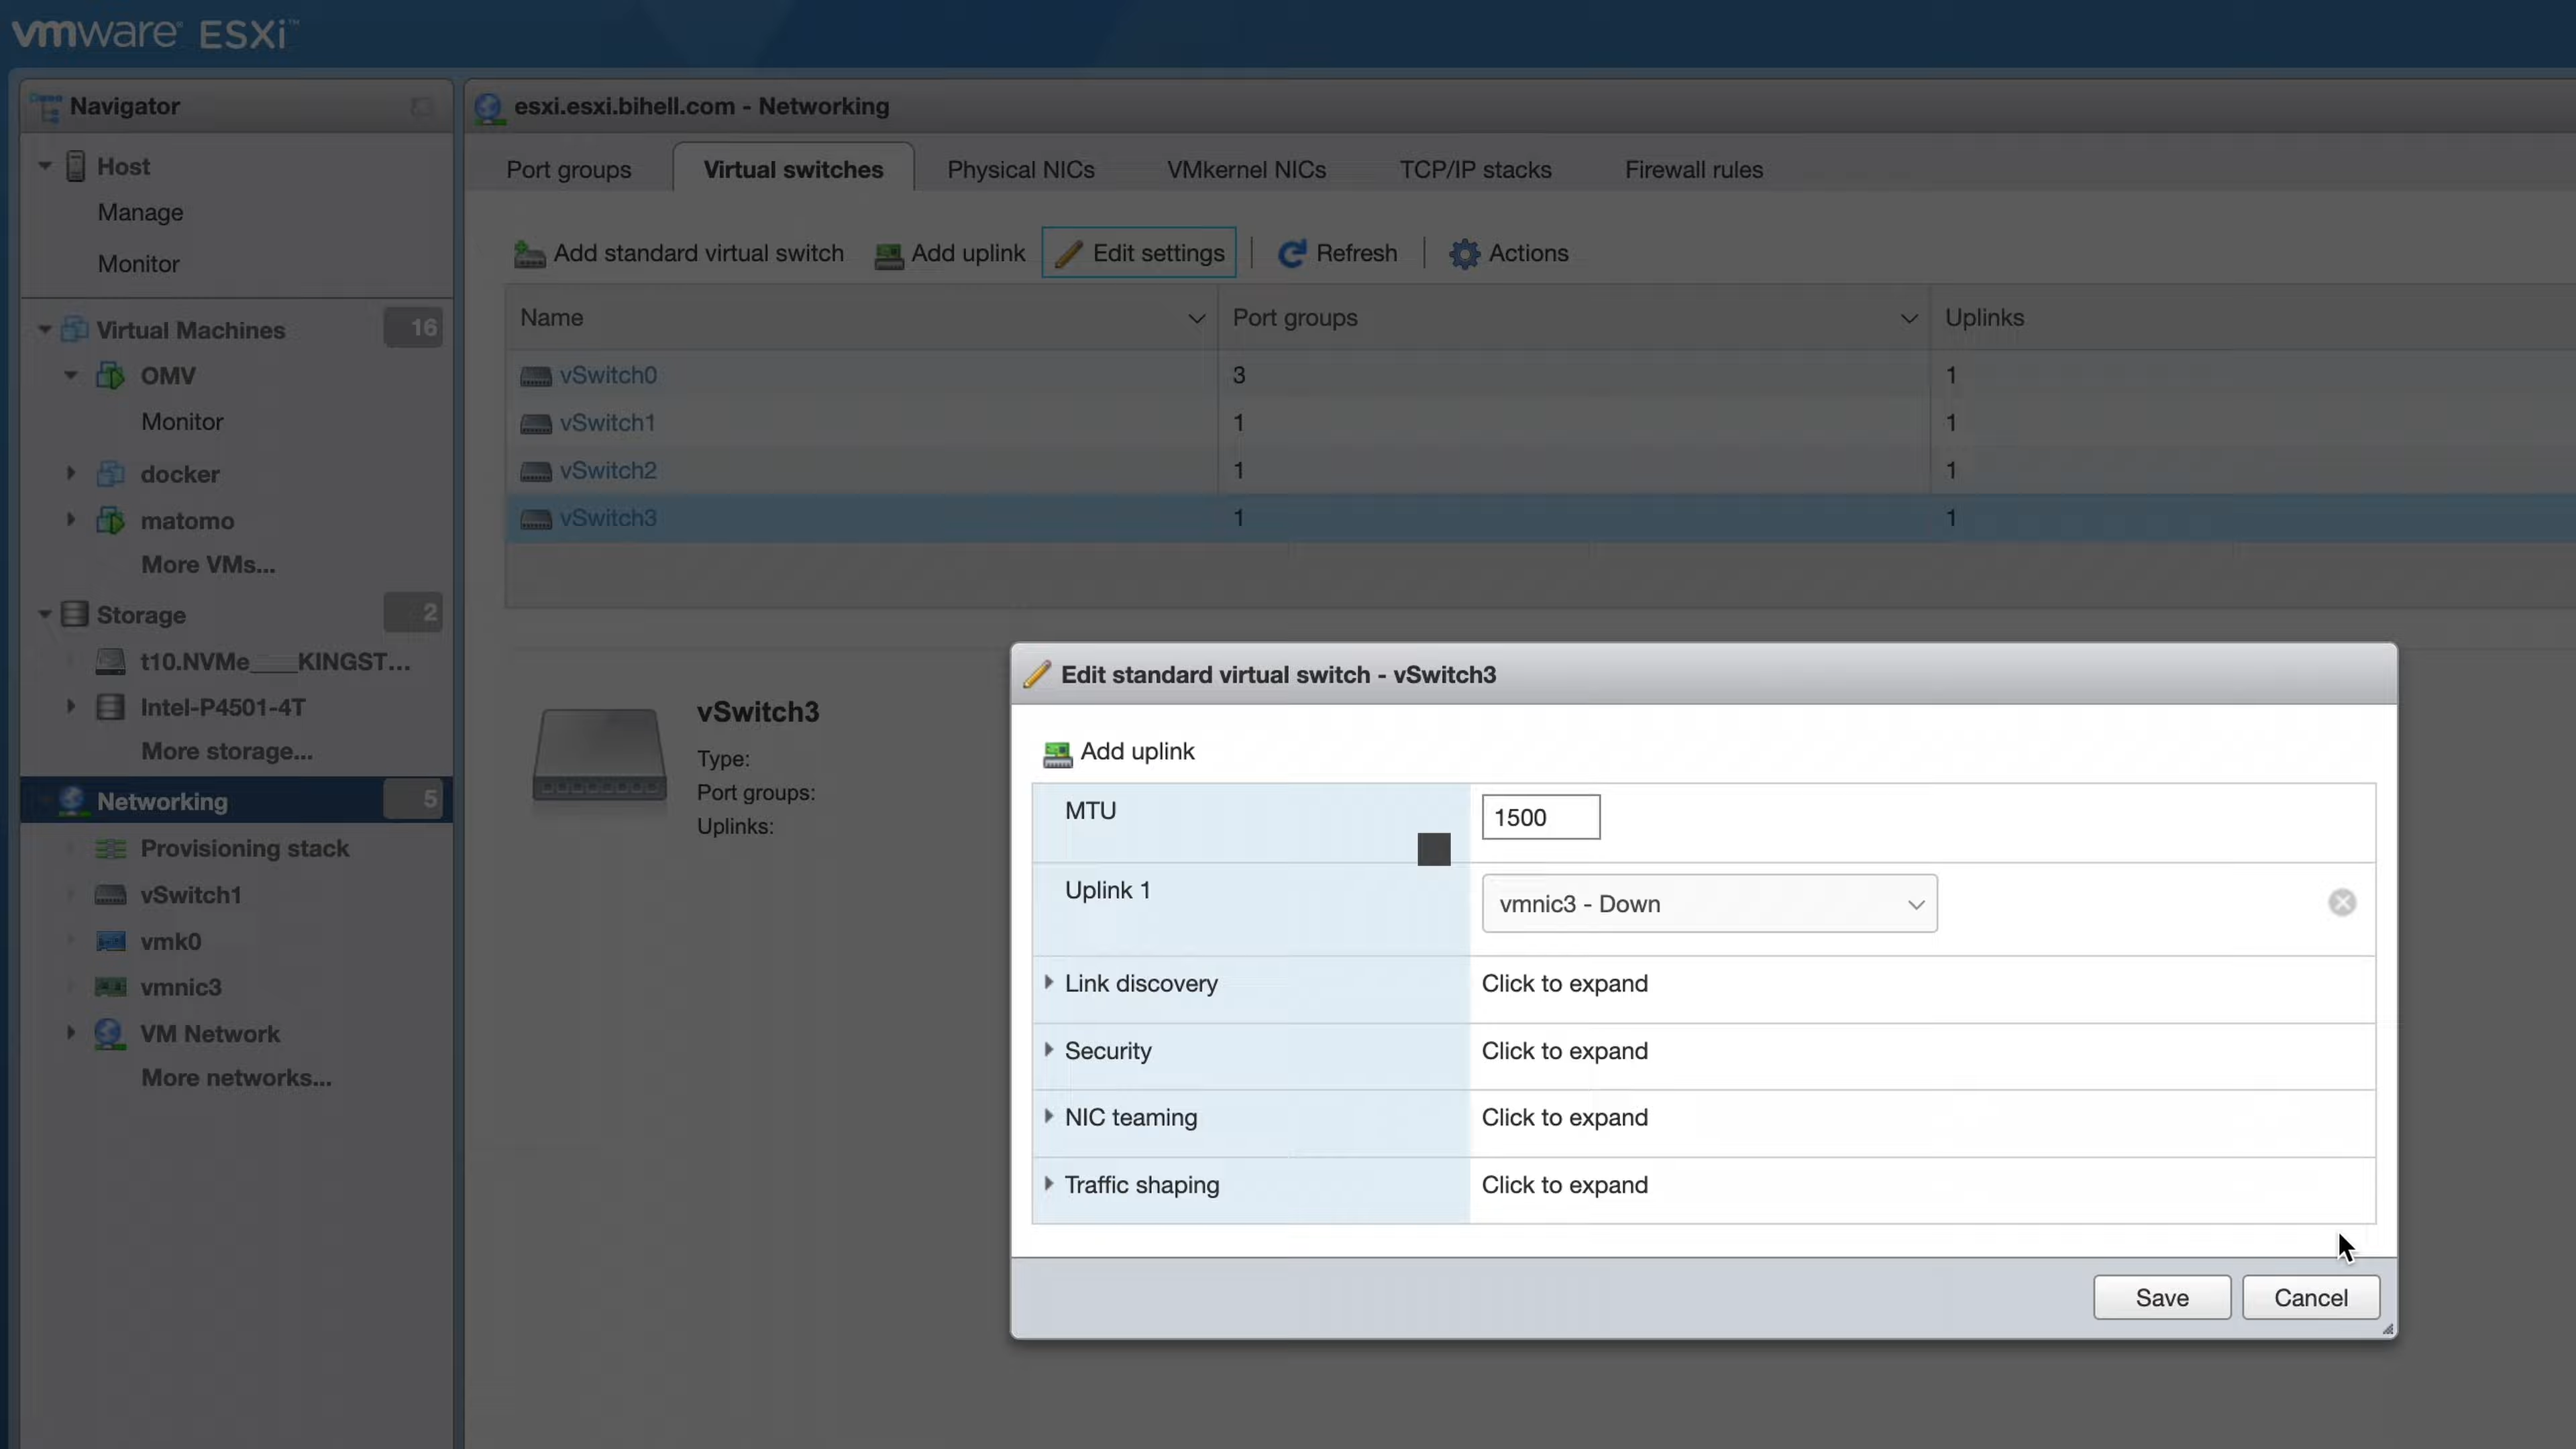 vmware ESXi™
Navigator
Host
Manage
Monitor
Virtual Machines 16
OMV
Monitor
docker
matomo
More VMs...
Storage 2
t10.NVMe____KINGST...
Intel-P4501-4T
More storage...
Networking 5
Provisioning stack
vSwitch1
vmk0
vmnic3
VM Network
More networks...
esxi.esxi.bihell.com - Networking
Port groups Virtual switches Physical NICs VMkernel NICs TCP/IP stacks Firewall rules
Add standard virtual switch Add uplink Edit settings Refresh Actions
Name Port groups Uplinks
vSwitch0 3 1
vSwitch1 1 1
vSwitch2 1 1
vSwitch3 1 1
vSwitch3
Type:
Port groups:
Uplinks:
Edit standard virtual switch - vSwitch3
Add uplink
MTU 1500
Uplink 1 vmnic3 - Down
Link discovery Click to expand
Security Click to expand
NIC teaming Click to expand
Traffic shaping Click to expand
Save Cancel